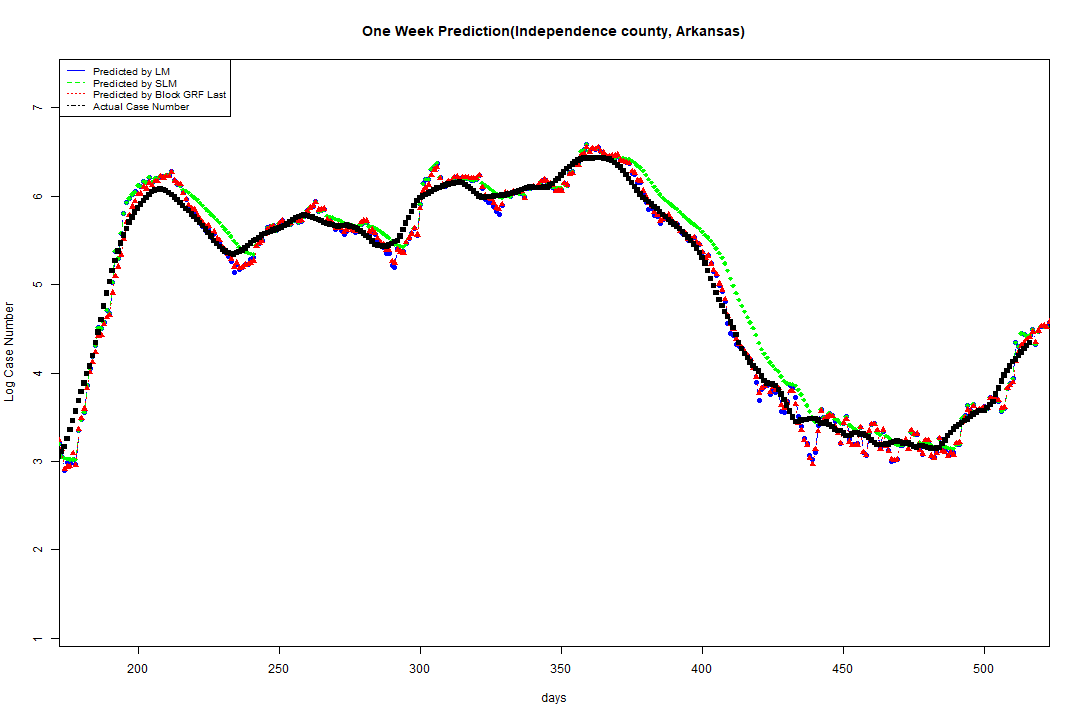 One Week Prediction(Independence county, Arkansas)
Predicted by LM
Predicted by SLM
Predicted by Block GRF Last
Actual Case Number
7
6
5
4
3
2
1
Log Case Number
200 250 300 350 400 450 500
days